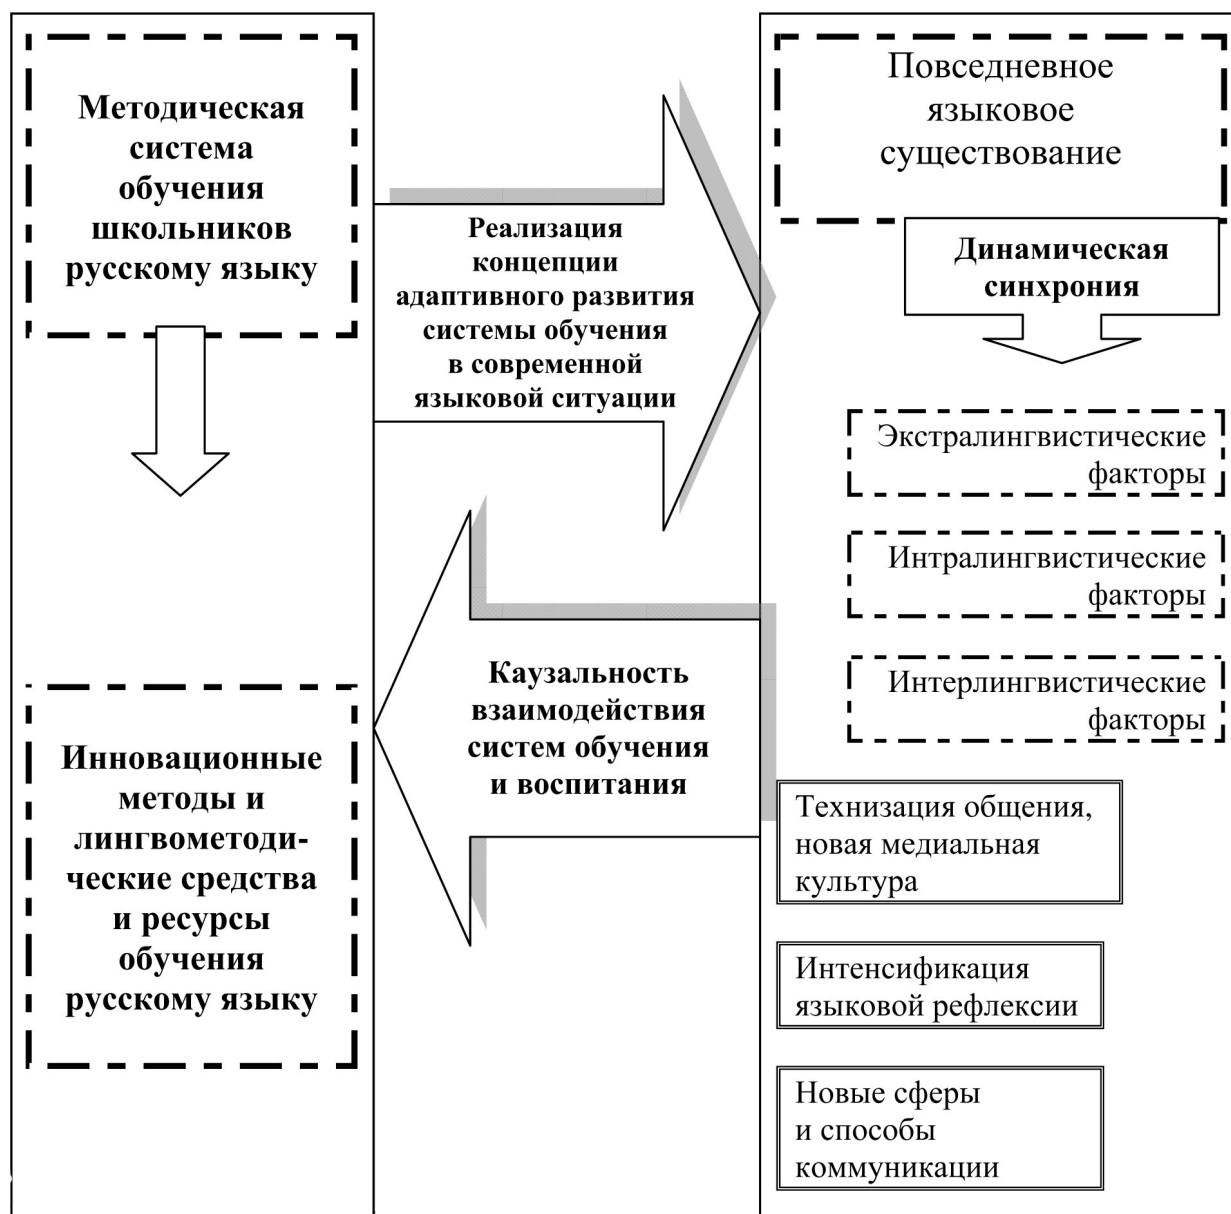 Методическая
система
обучения
школьников
русскому языку
Инновационные
методы и
лингвометоди-
ческие средства
и ресурсы
обучения
русскому языку
Реализация
концепции
адаптивного развития
системы обучения
в современной
языковой ситуации
Каузальность
взаимодействия
систем обучения
и воспитания
Повседневное
языковое
существование
Динамическая
синхрония
Экстралингвистические
факторы
Интралингвистические
факторы
Интерлингвистические
факторы
Технизация общения,
новая медиальная
культура
Интенсификация
языковой рефлексии
Новые сферы
и способы
коммуникации